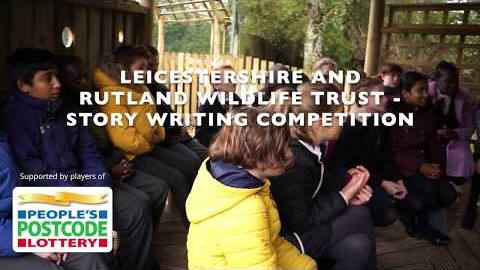 LEICESTERSHIRE AND
RUTLAND WILDLIFE TRUST -
STORY WRITING COMPETITION
Supported by players of
PEOPLE'S
POSTCODE
LOTTERY